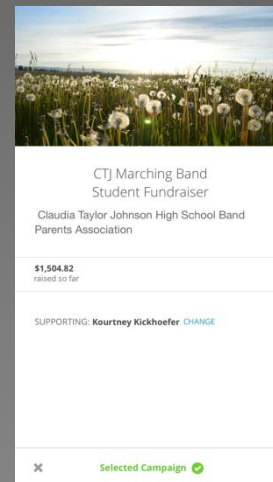 CTJ Marching Band
Student Fundraiser
Claudia Taylor Johnson High School Band
Parents Association
$1,504.82
raised so far
SUPPORTING: Kourtney Kickhoefer CHANGE
Selected Campaign